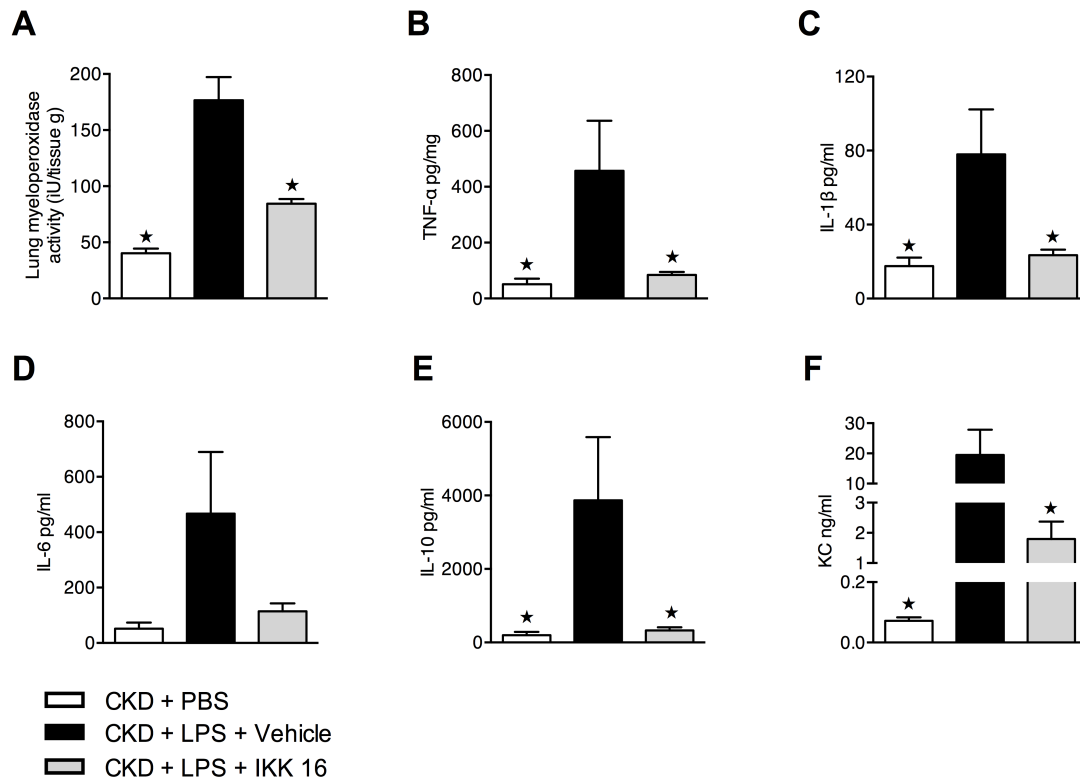 A
Lung myeloperoxidase
activity (iU/tissue g)
200
150
100
50
0
★
★
B
TNF-α pg/mg
800
600
400
200
0
★
★
C
IL-1β pg/ml
120
80
40
0
★
★
D
IL-6 pg/ml
800
600
400
200
0
E
IL-10 pg/ml
6000
4000
2000
0
★
★
F
KC ng/ml
30
20
10
3
2
1
0.2
0.0
★
★
CKD + PBS
CKD + LPS + Vehicle
CKD + LPS + IKK 16